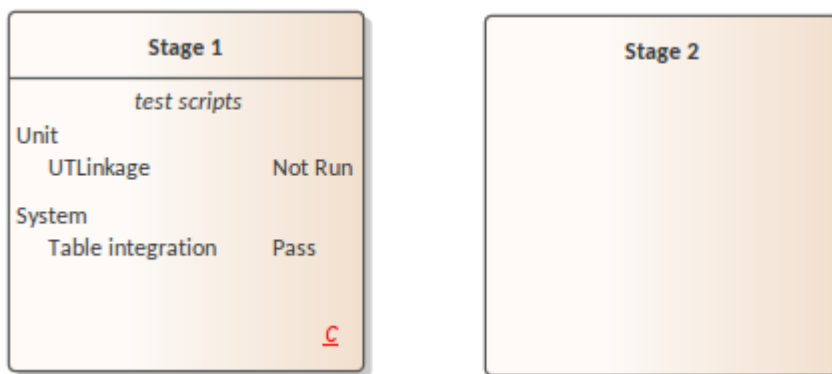 Stage 1
test scripts
Unit
UTLinkage Not Run
System
Table integration Pass
C
Stage 2